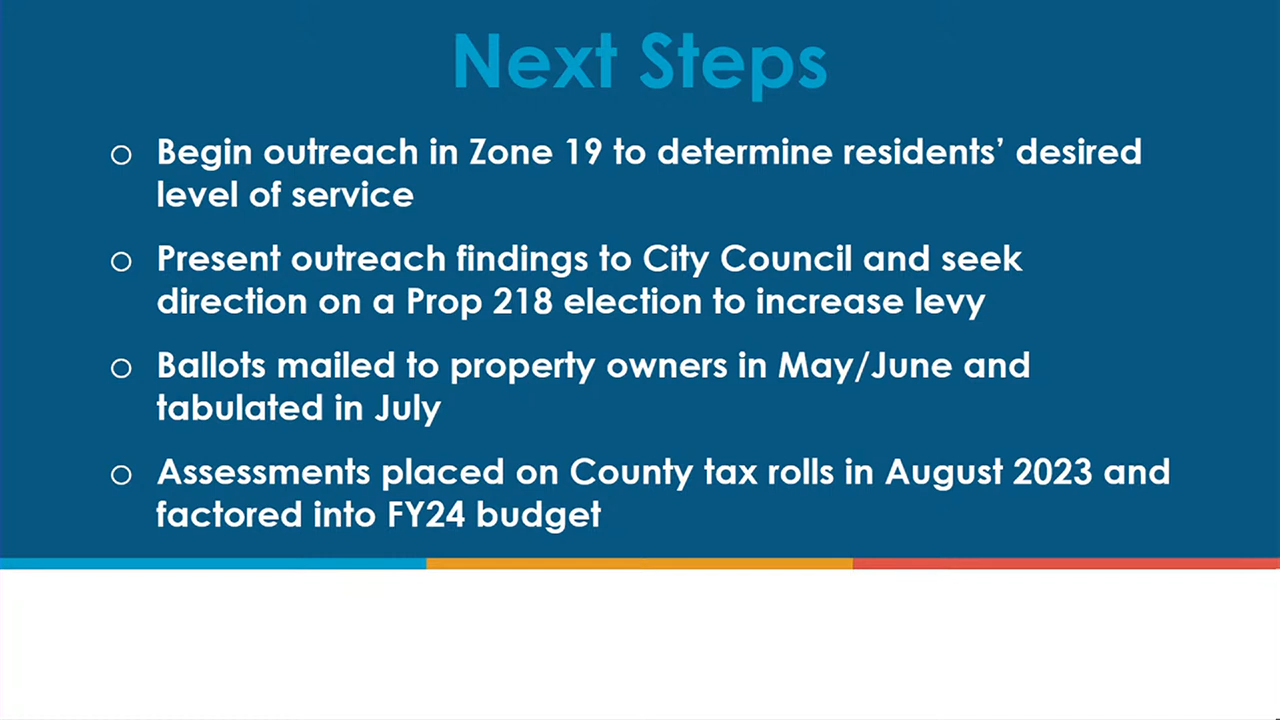 Next Steps
o Begin outreach in Zone 19 to determine residents’ desired
level of service
o Present outreach findings to City Council and seek
direction on a Prop 218 election to increase levy
o Ballots mailed to property owners in May/June and
tabulated in July
o Assessments placed on County tax rolls in August 2023 and
factored into FY24 budget